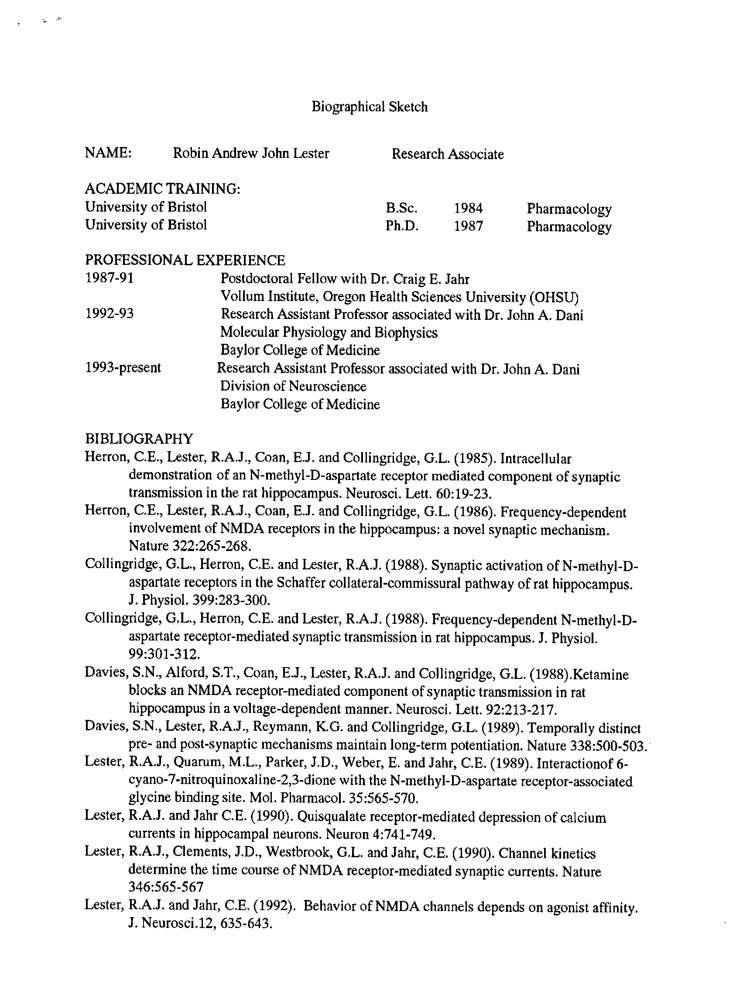 Biographical Sketch
NAME: Robin Andrew John Lester Research Associate
ACADEMIC TRAINING:
University of Bristol B.Sc. 1984 Pharmacology
University of Bristol Ph.D. 1987 Pharmacology
PROFESSIONAL EXPERIENCE
1987-91 Postdoctoral Fellow with Dr. Craig E. Jahr
Vollum Institute, Oregon Health Sciences University (OHSU)
1992-93 Research Assistant Professor associated with Dr. John A. Dani
Molecular Physiology and Biophysics
Baylor College of Medicine
1993-present Research Assistant Professor associated with Dr. John A. Dani
Division of Neuroscience
Baylor College of Medicine
BIBLIOGRAPHY
Herron, C.E., Lester, R.A.J., Coan, E.J. and Collingridge, G.L. (1985). Intracellular
demonstration of an N-methyl-D-aspartate receptor mediated component of synaptic
transmission in the rat hippocampus. Neurosci. Lett. 60:19-23.
Herron, C.E., Lester, R.A.J., Coan, E.J. and Collingridge, G.L. (1986). Frequency-dependent
involvement of NMDA receptors in the hippocampus: a novel synaptic mechanism.
Nature 322:265-268.
Collingridge, G.L., Herron, C.E. and Lester, R.A.J. (1988). Synaptic activation of N-methyl-D-
aspartate receptors in the Schaffer collateral-commissural pathway of rat hippocampus.
J. Physiol. 399:283-300.
Collingridge, G.L., Herron, C.E. and Lester, R.A.J. (1988). Frequency-dependent N-methyl-D-
aspartate receptor-mediated synaptic transmission in rat hippocampus. J. Physiol.
99:301-312.
Davies, S.N., Alford, S.T., Coan, E.J., Lester, R.A.J. and Collingridge, G.L. (1988).Ketamine
blocks an NMDA receptor-mediated component of synaptic transmission in rat
hippocampus in a voltage-dependent manner. Neurosci. Lett. 92:213-217.
Davies, S.N., Lester, R.A.J., Reymann, K.G. and Collingridge, G.L. (1989). Temporally distinct
pre- and post-synaptic mechanisms maintain long-term potentiation. Nature 338:500-503.
Lester, R.A.J., Quarum, M.L., Parker, J.D., Weber, E. and Jahr, C.E. (1989). Interactionof 6-
cyano-7-nitroquinoxaline-2,3-dione with the N-methyl-D-aspartate receptor-associated
glycine binding site. Mol. Pharmacol. 35:565-570.
Lester, R.A.J. and Jahr C.E. (1990). Quisqualate receptor-mediated depression of calcium
currents in hippocampal neurons. Neuron 4:741-749.
Lester, R.A.J., Clements, J.D., Westbrook, G.L. and Jahr, C.E. (1990). Channel kinetics
determine the time course of NMDA receptor-mediated synaptic currents. Nature
346:565-567
Lester, R.A.J. and Jahr, C.E. (1992). Behavior of NMDA channels depends on agonist affinity.
J. Neurosci.12, 635-643.